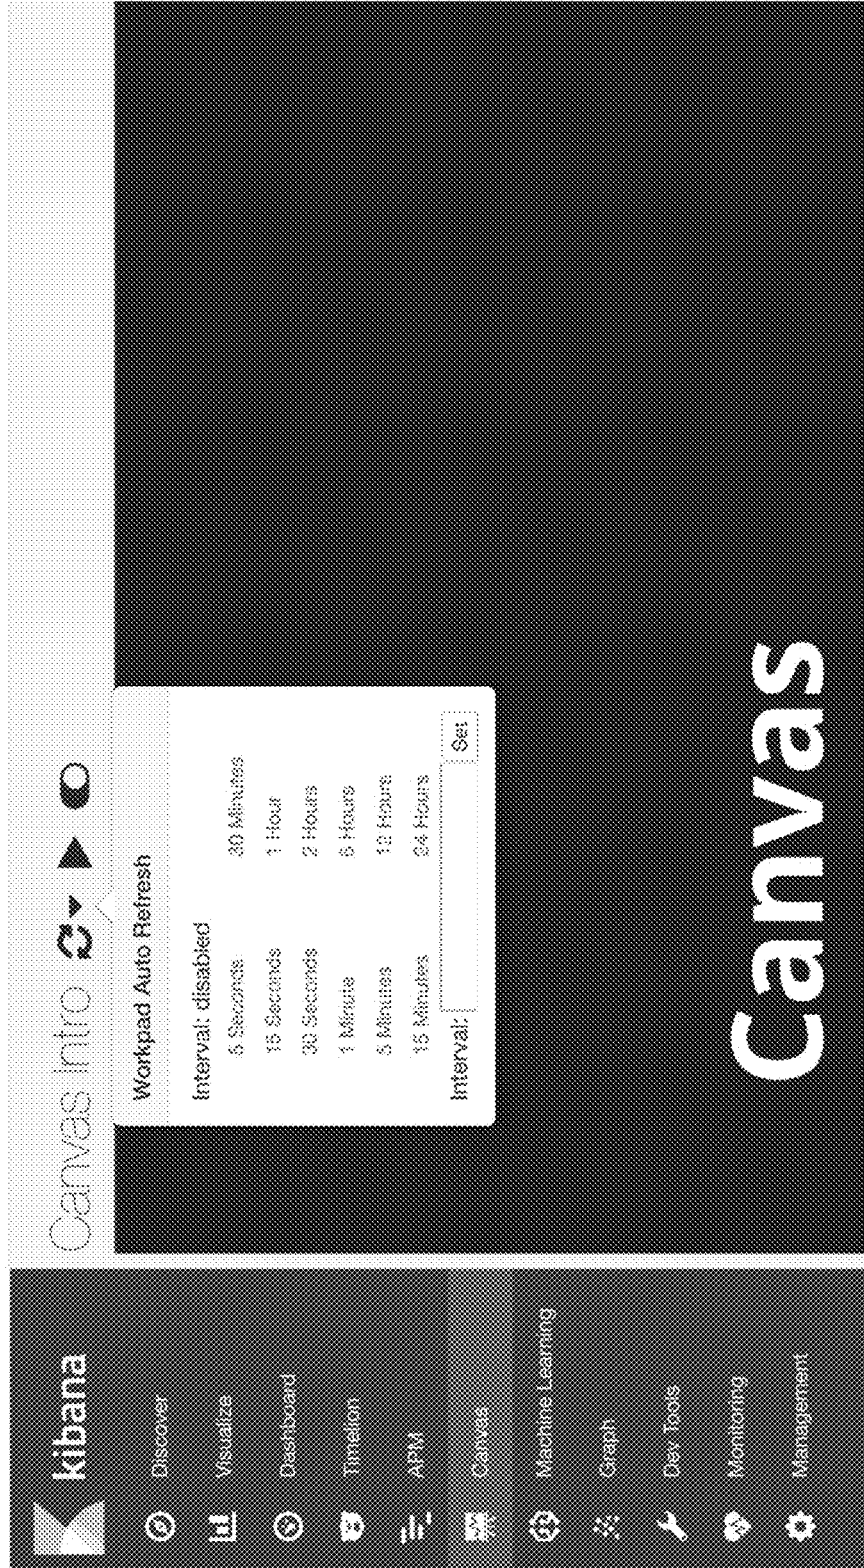 kibana
Discover
Visualize
Dashboard
Timelion
APM
Canvas
Machine Learning
Graph
Dev Tools
Monitoring
Management
Canvas Intro
Workpad Auto Refresh
Interval: disabled
5 Seconds 30 Minutes
15 Seconds 1 Hour
30 Seconds 2 Hours
1 Minute 6 Hours
5 Minutes 12 Hours
15 Minutes 24 Hours
Interval: Set
Canvas